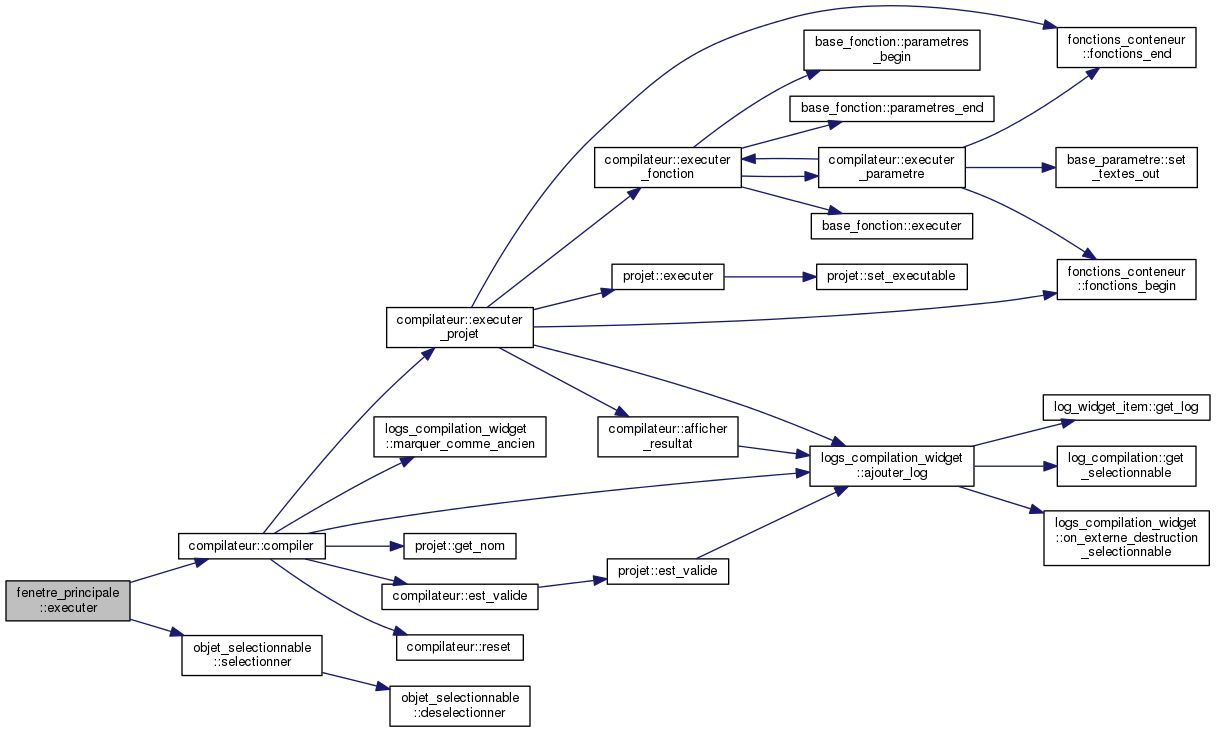 fenetre_principale
::executer
compilateur::compiler
objet_selectionnable
::selectionner
compilateur::executer
_projet
logs_compilation_widget
::marquer_comme_ancien
projet::get_nom
compilateur::est_valide
compilateur::reset
objet_selectionnable
::deselectionner
compilateur::executer
_fonction
projet::executer
compilateur::afficher
_resultat
projet::est_valide
base_fonction::parametres
_begin
base_fonction::parametres_end
compilateur::executer
_parametre
base_fonction::executer
projet::set_executable
logs_compilation_widget
::ajouter_log
fonctions_conteneur
::fonctions_end
base_parametre::set
_textes_out
fonctions_conteneur
::fonctions_begin
log_widget_item::get_log
log_compilation::get
_selectionnable
logs_compilation_widget
::on_externe_destruction
_selectionnable